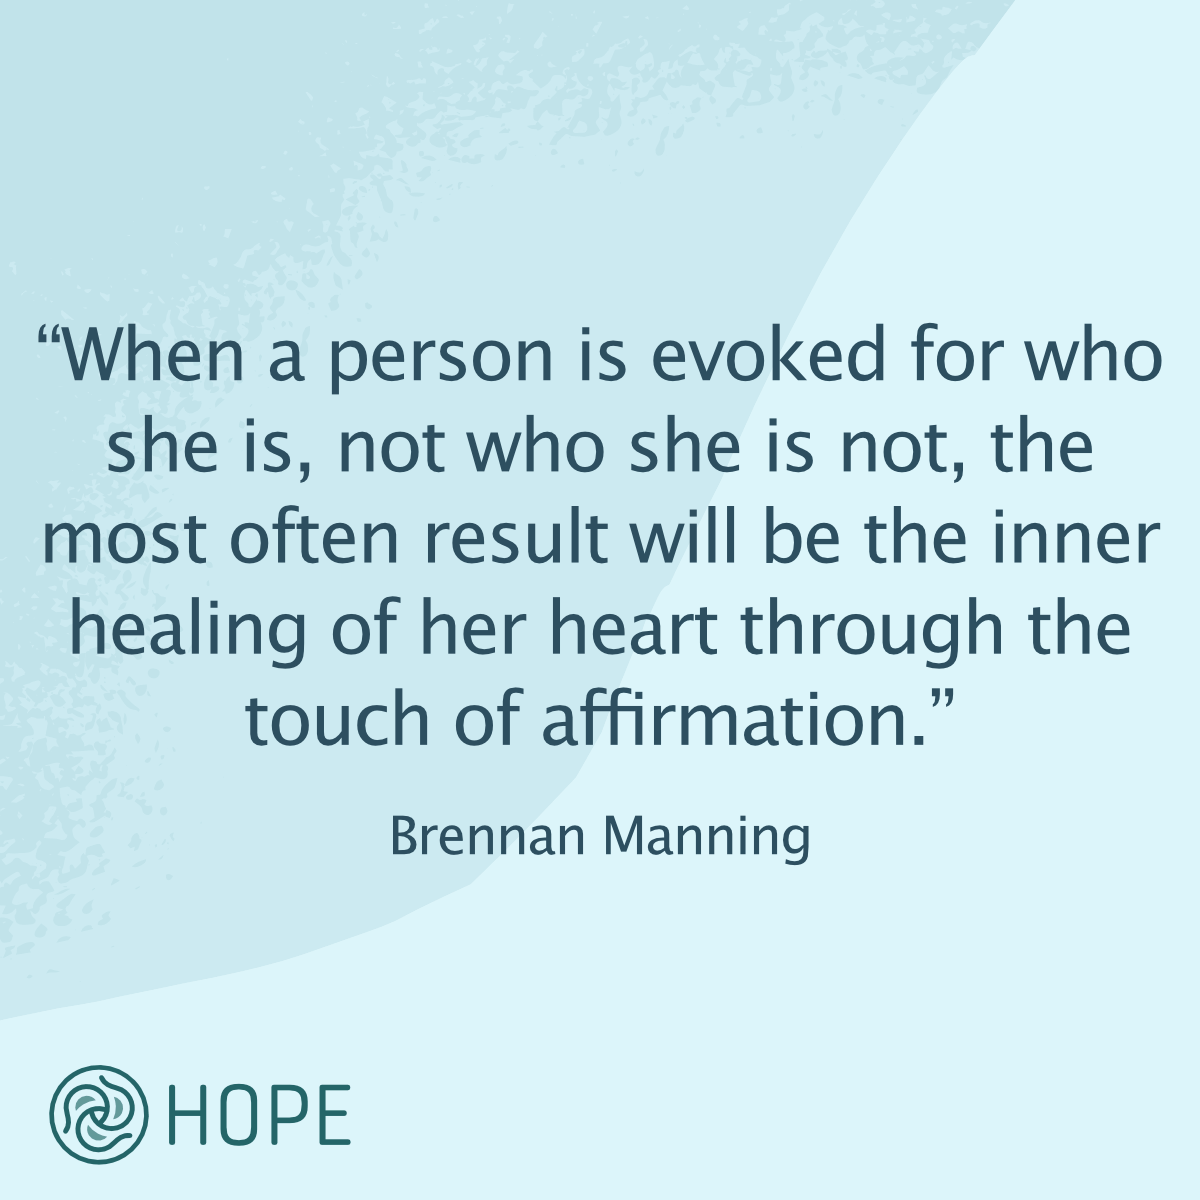 “When a person is evoked for who
she is, not who she is not, the
most often result will be the inner
healing of her heart through the
touch of affirmation.”
Brennan Manning
HOPE